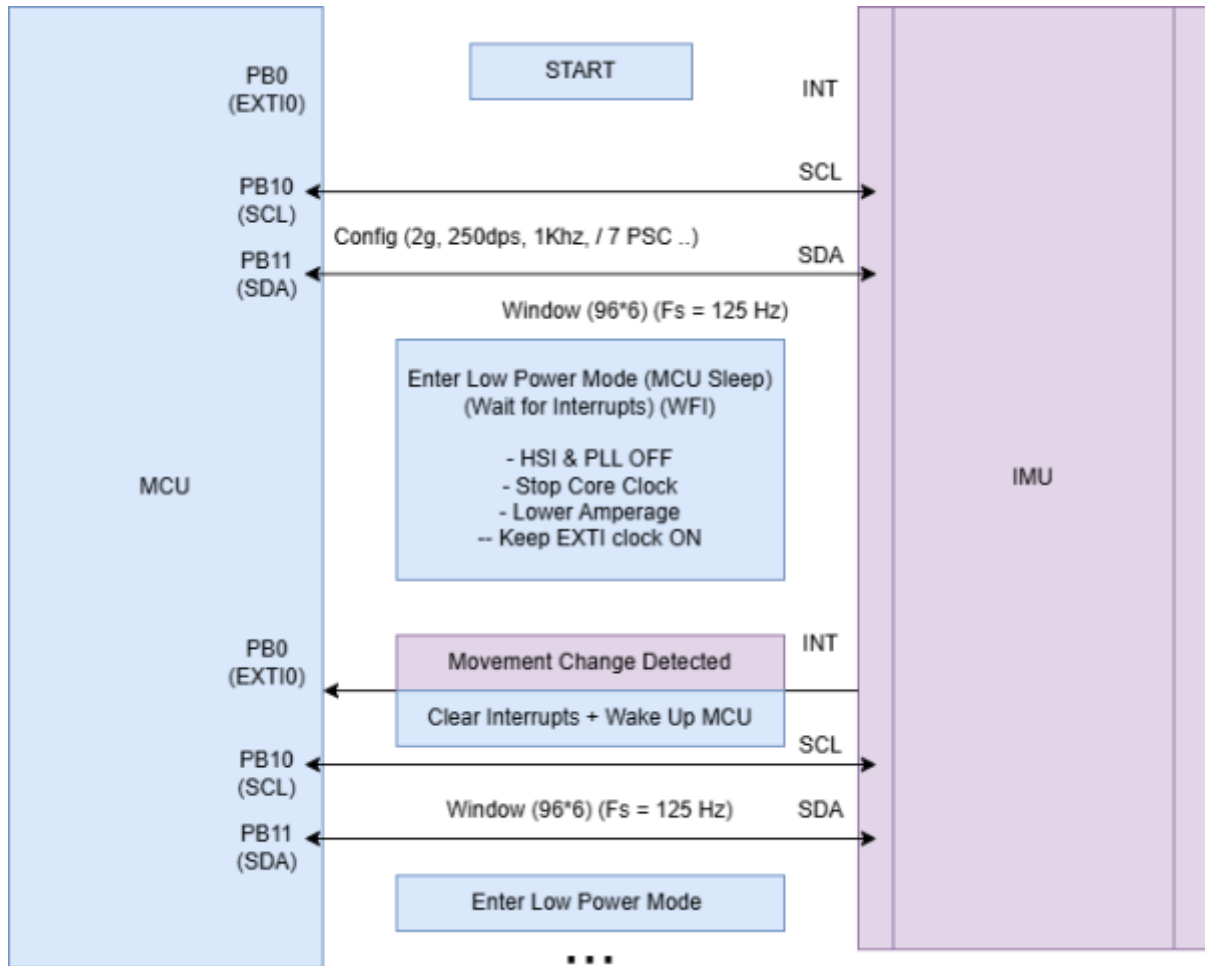 START
PB0
(EXTI0)
INT
PB10
(SCL)
SCL
Config (2g, 250dps, 1Khz, / 7 PSC ..)
PB11
(SDA)
SDA
Window (96*6) (Fs = 125 Hz)
Enter Low Power Mode (MCU Sleep)
(Wait for Interrupts) (WFI)
- HSI & PLL OFF
- Stop Core Clock
- Lower Amperage
-- Keep EXTI clock ON
MCU
IMU
PB0
(EXTI0)
Movement Change Detected
INT
Clear Interrupts + Wake Up MCU
PB10
(SCL)
SCL
Window (96*6) (Fs = 125 Hz)
PB11
(SDA)
SDA
Enter Low Power Mode
...